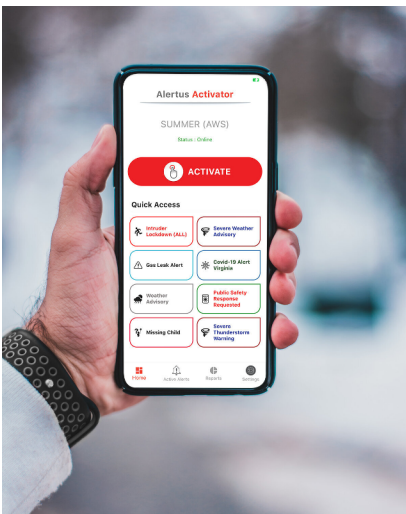 Alertus Activator
SUMMER (AWS)
Status : Online
ACTIVATE
Quick Access
Intruder
Lockdown (ALL)
Severe Weather
Advisory
Gas Leak Alert
Covid-19 Alert
Virginia
Weather
Advisory
Public Safety
Response
Requested
Missing Child
Severe
Thunderstorm
Warning
Home
Active Alerts
Reports
Settings